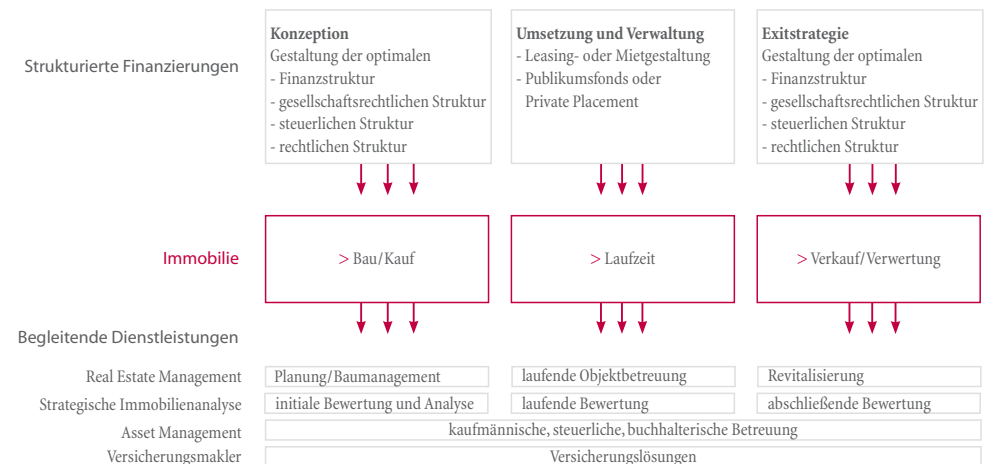 Strukturierte Finanzierungen
Konzeption
Gestaltung der optimalen
- Finanzstruktur
- gesellschaftsrechtlichen Struktur
- steuerlichen Struktur
- rechtlichen Struktur
Umsetzung und Verwaltung
- Leasing- oder Mietgestaltung
- Publikumsfonds oder
Private Placement
Exitstrategie
Gestaltung der optimalen
- Finanzstruktur
- gesellschaftsrechtlichen Struktur
- steuerlichen Struktur
- rechtlichen Struktur
Immobilie
> Bau/Kauf
> Laufzeit
> Verkauf/Verwertung
Begleitende Dienstleistungen
Real Estate Management
Planung/Baumanagement
laufende Objektbetreuung
Revitalisierung
Strategische Immobilienanalyse
initiale Bewertung und Analyse
laufende Bewertung
abschließende Bewertung
Asset Management
kaufmännische, steuerliche, buchhalterische Betreuung
Versicherungsmakler
Versicherungslösungen